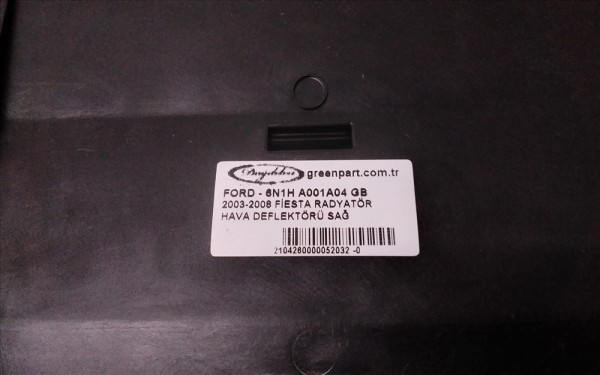 greenpart.com.tr
FORD - 6N1H A001A04 GB
2003-2008 FİESTA RADYATÖR
HAVA DEFLEKTÖRÜ SAĞ
2104260000052032 -0